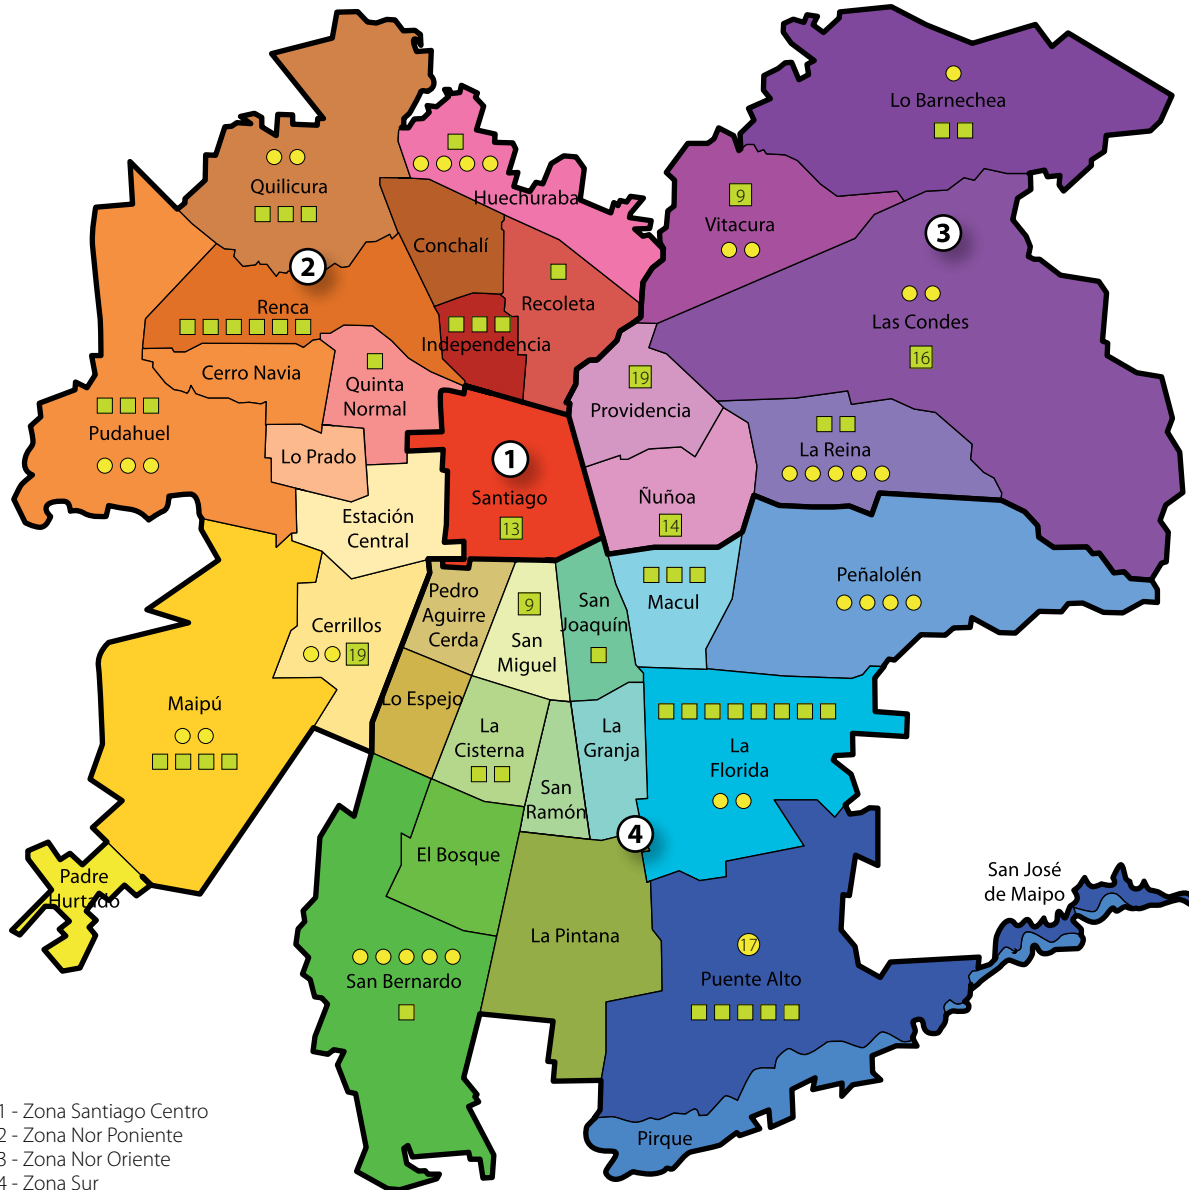 Lo Barnechea
Quilicura
Huechuraba
9
Vitacura
3
Conchalí
2
Renca
Recoleta
Las Condes
Independencia
16
Cerro Navia
Quinta
Normal
19
Providencia
Pudahuel
Lo Prado
1
Santiago
13
La Reina
Ñuñoa
14
Estación
Central
Peñalolén
Pedro
Aguirre
Cerda
9
San
Miguel
San
Joaquín
Macul
Cerrillos
19
Maipú
Lo Espejo
La
Cisterna
La
Granja
La
Florida
San
Ramón
4
El Bosque
Padre
Hurtado
San José
de Maipo
La Pintana
17
Puente Alto
San Bernardo
Pirque
1 - Zona Santiago Centro
2 - Zona Nor Poniente
3 - Zona Nor Oriente
4 - Zona Sur